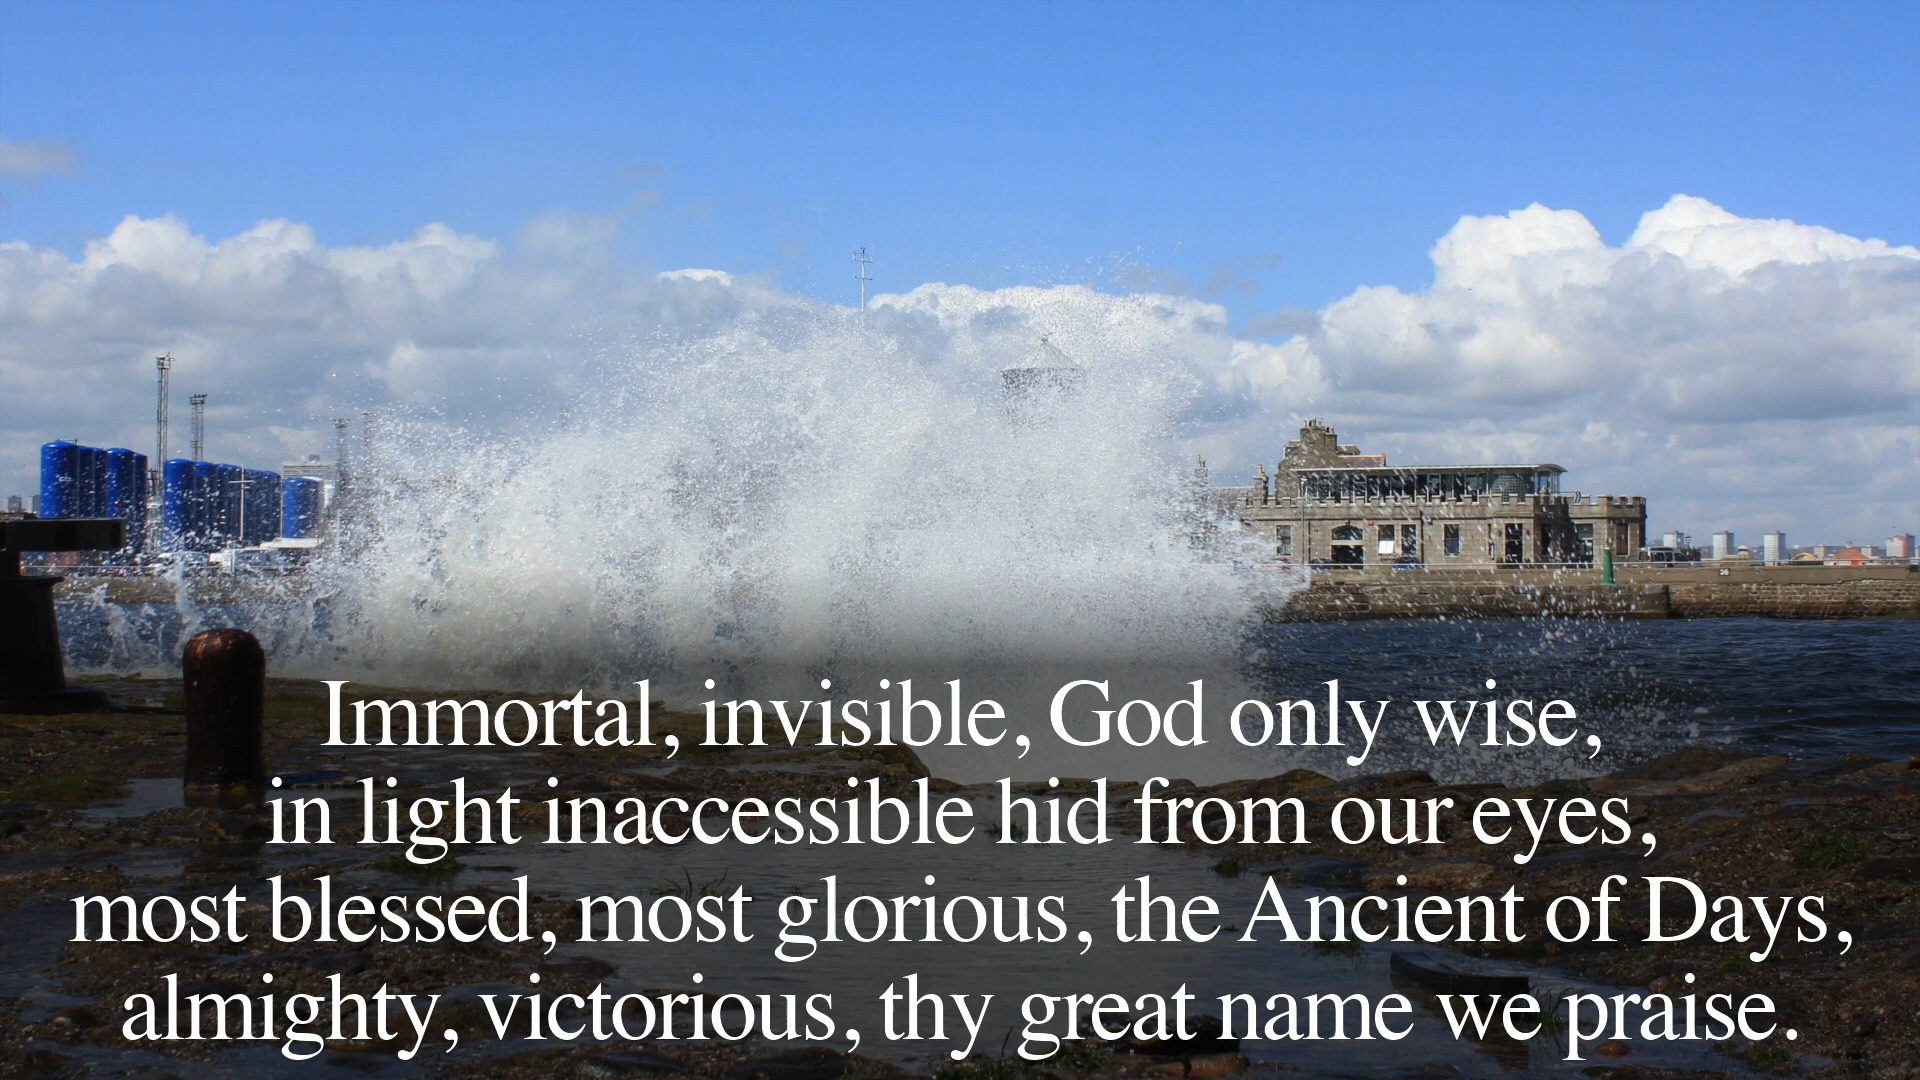 Immortal, invisible, God only wise,
in light inaccessible hid from our eyes,
most blessed, most glorious, the Ancient of Days,
almighty, victorious, thy great name we praise.